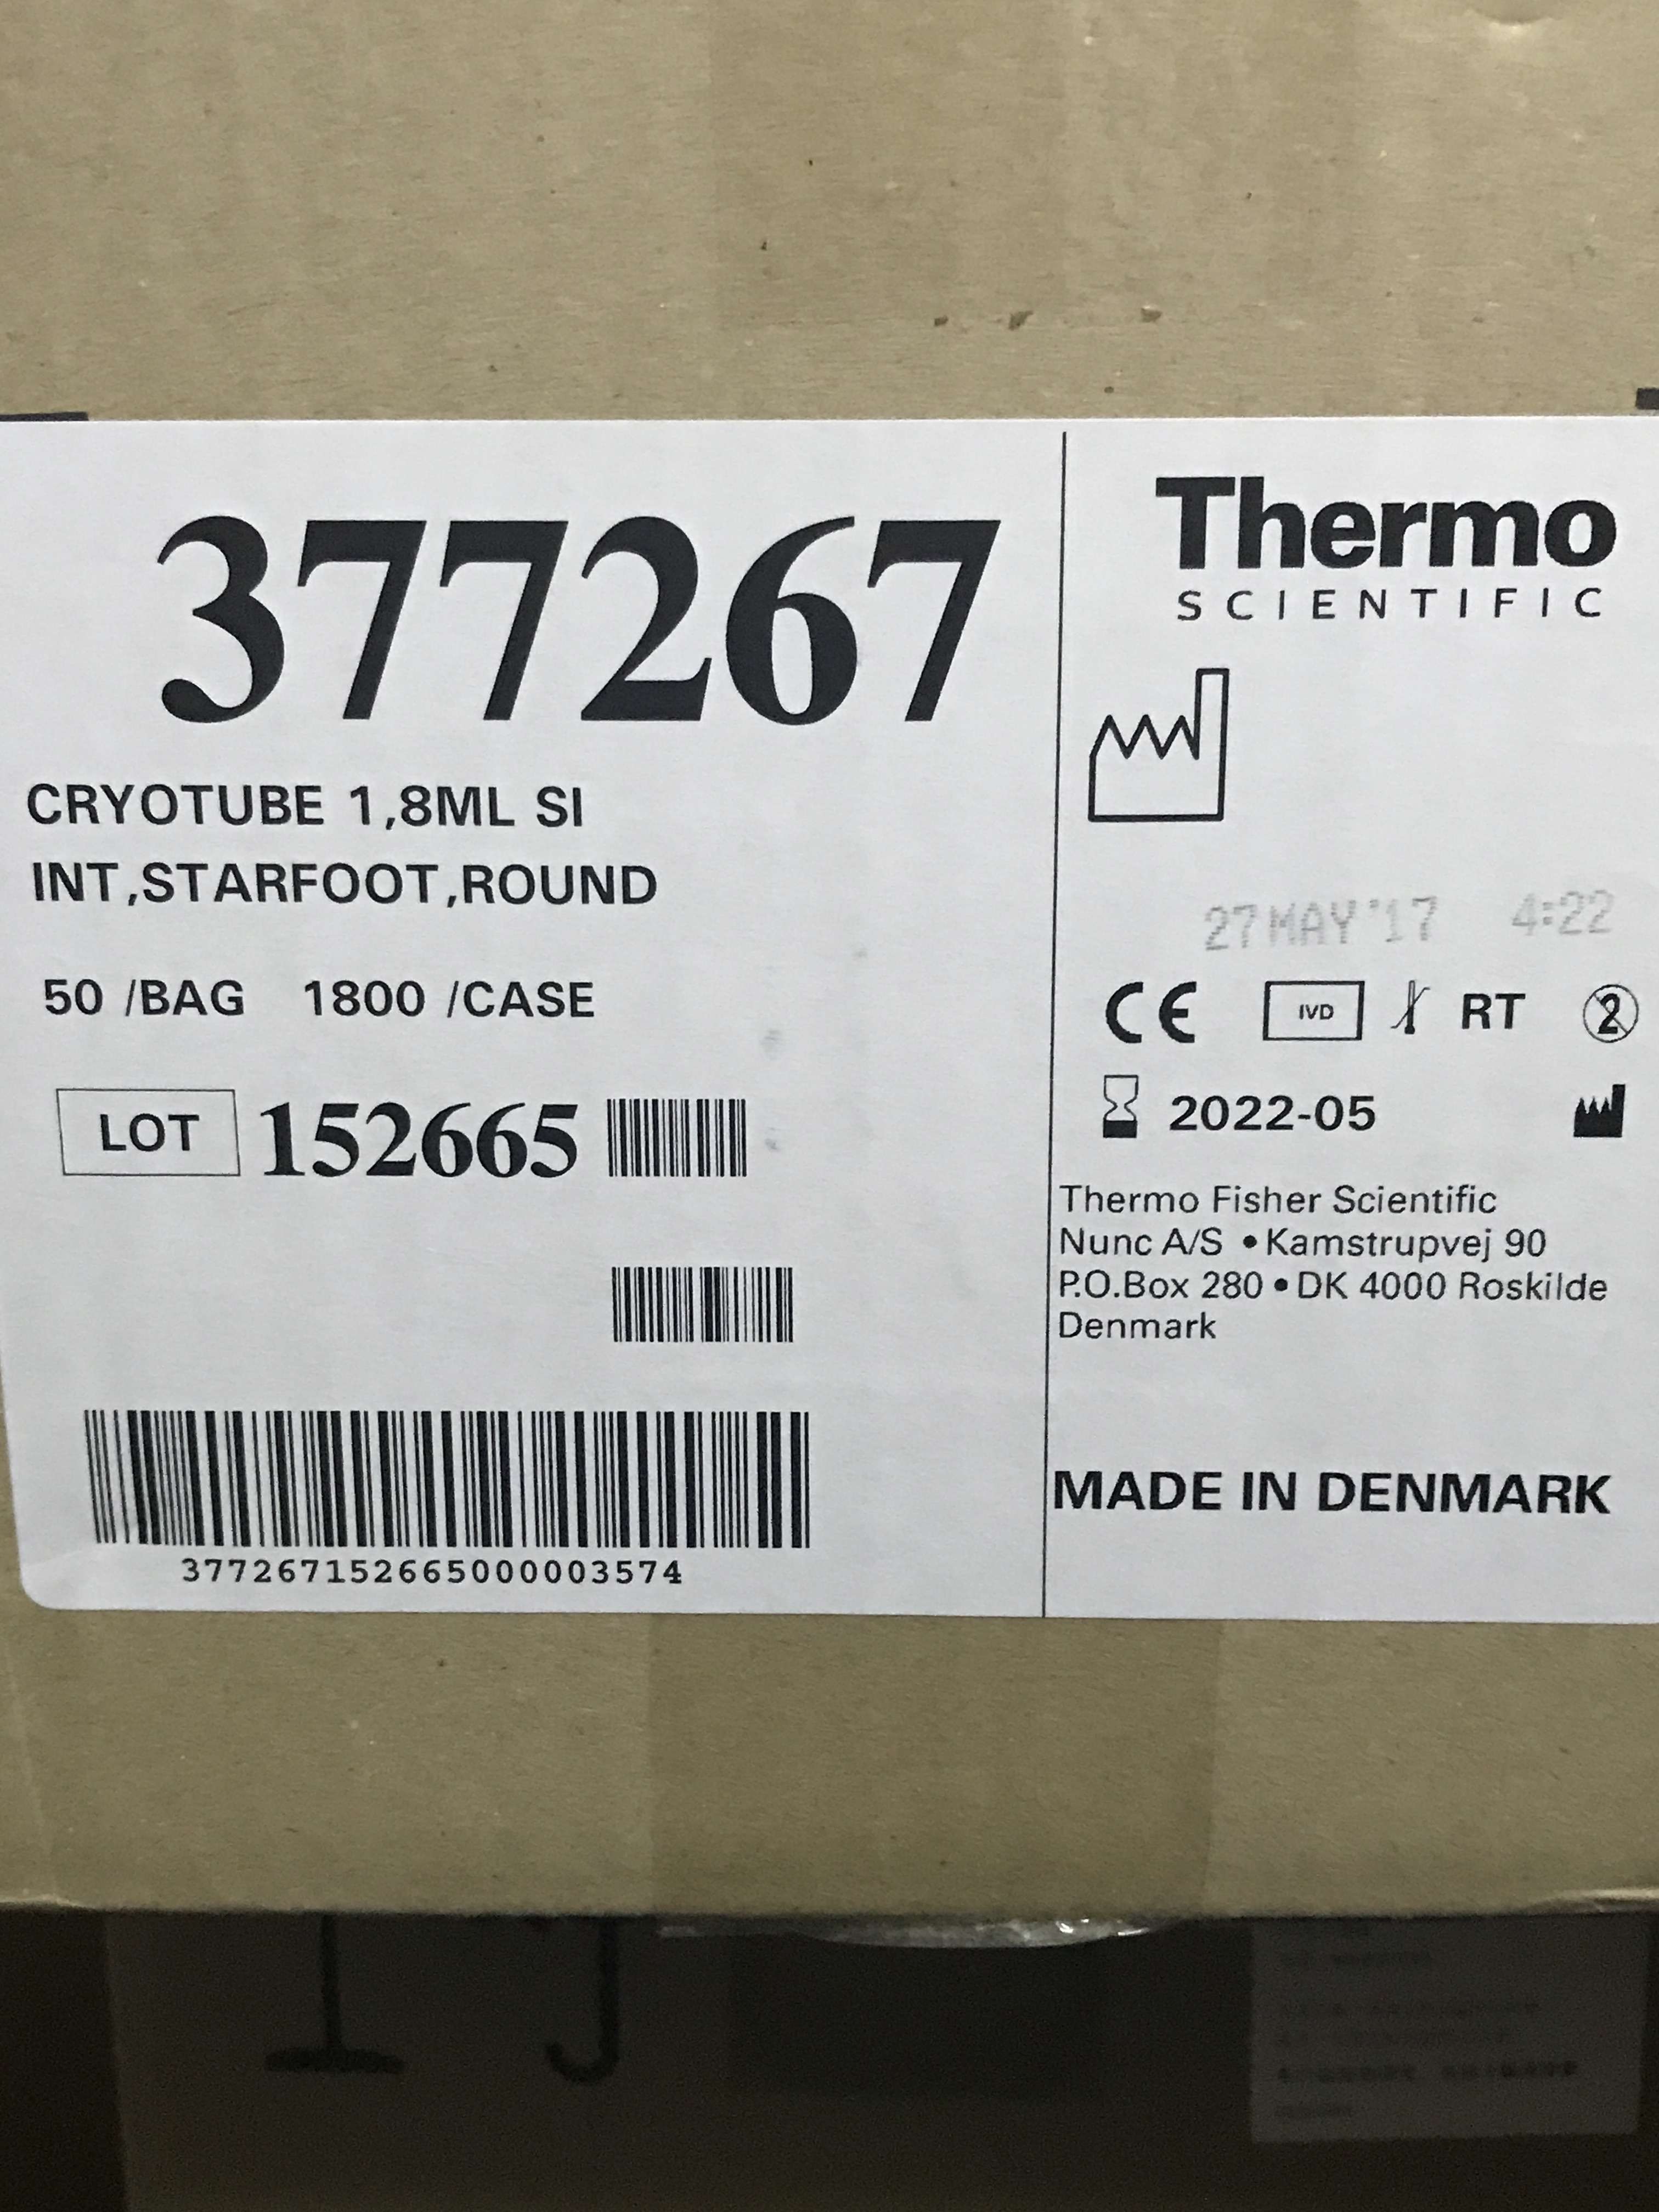 377267
CRYOTUBE 1,8ML SI
INT,STARFOOT,ROUND
50 /BAG 1800 /CASE
LOT 152665
377267152665000003574
Thermo
SCIENTIFIC
27 MAY '17 4:22
CE IVD RT 2
2022-05
Thermo Fisher Scientific
Nunc A/S • Kamstrupvej 90
P.O.Box 280 • DK 4000 Roskilde
Denmark
MADE IN DENMARK